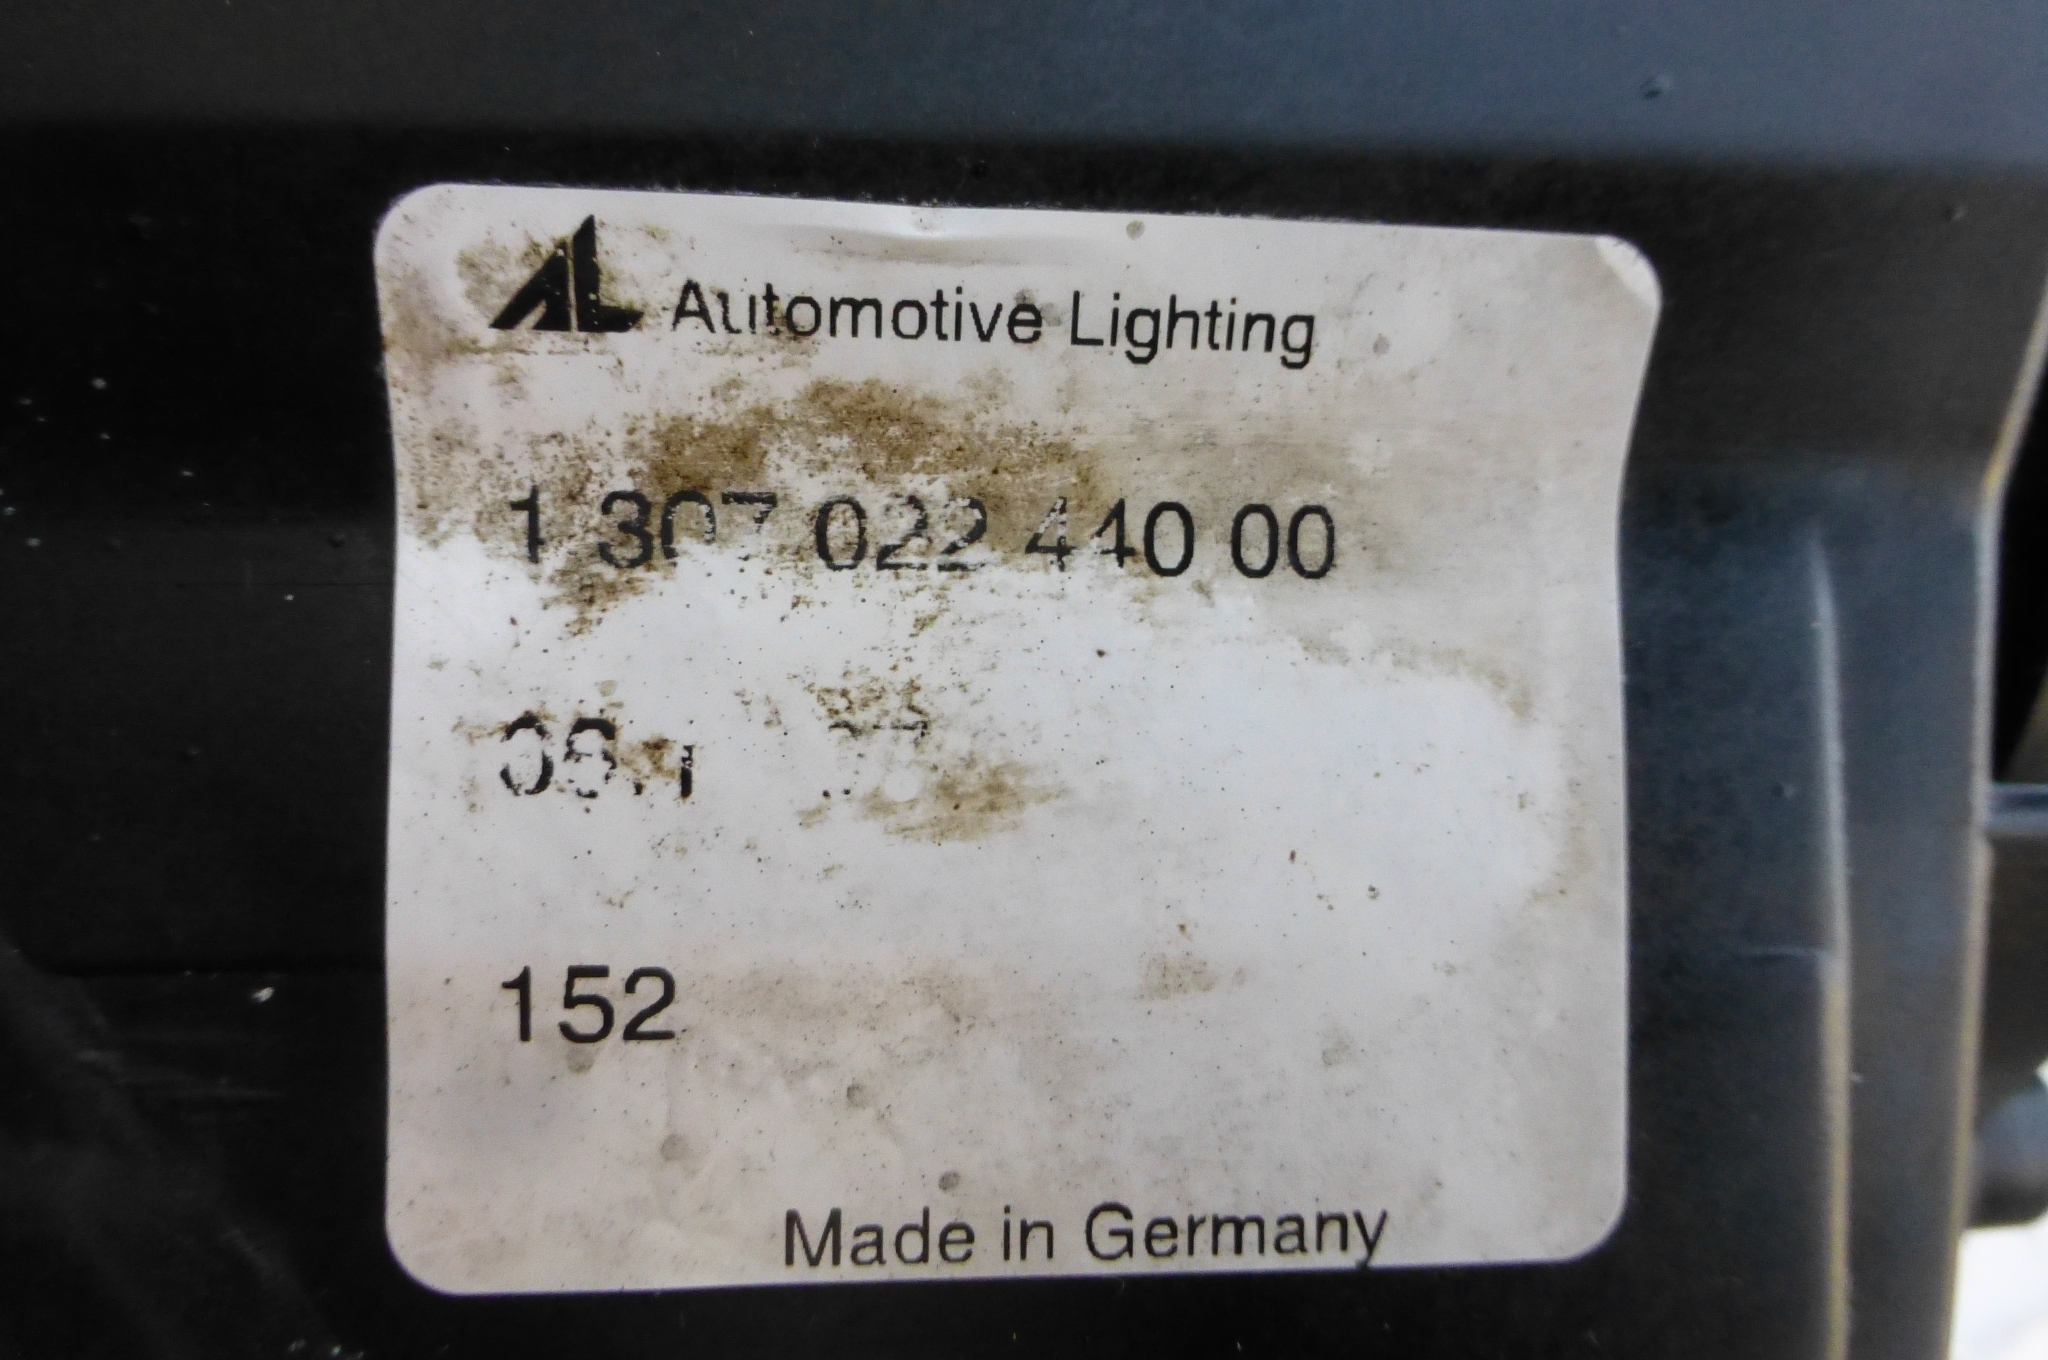 AL Automotive Lighting
1 307 022 440 00
152
Made in Germany